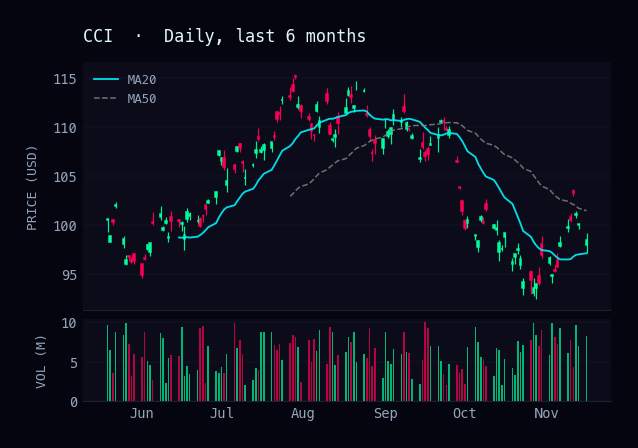 CCI · Daily, last 6 months
MA20
MA50
PRICE (USD)
115
110
105
100
95
VOL (M)
10
5
0
Jun Jul Aug Sep Oct Nov